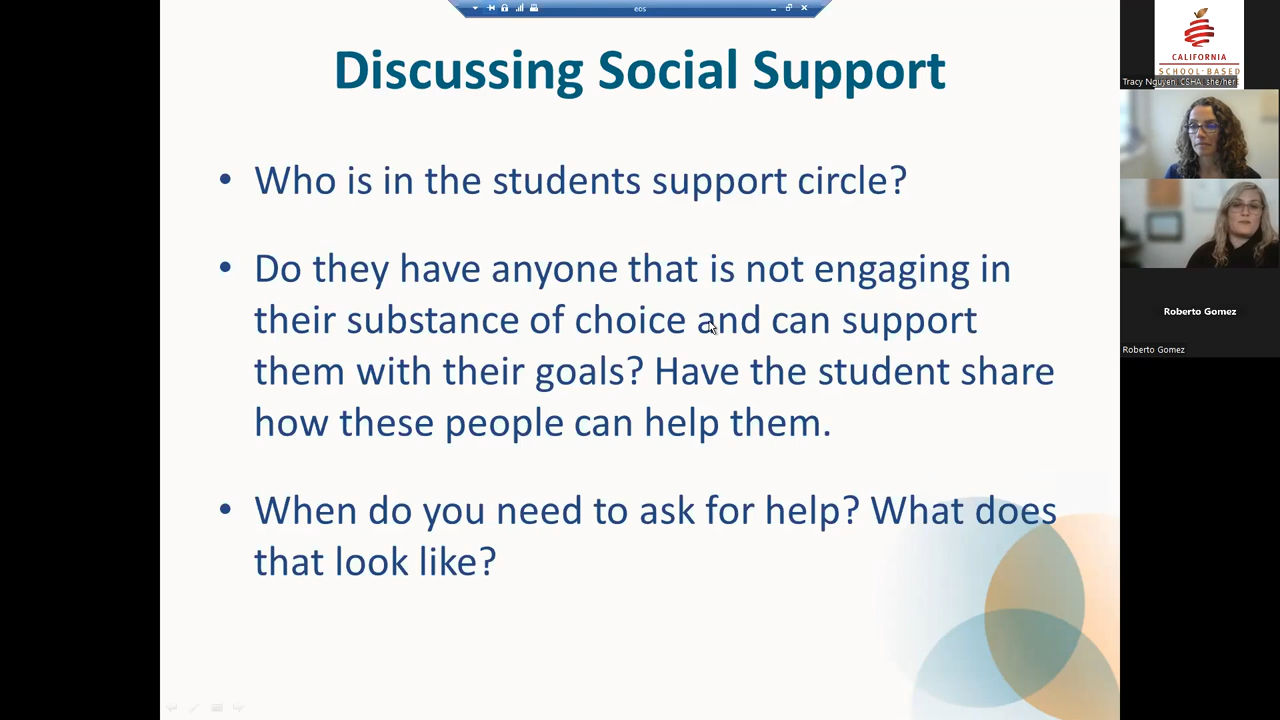 eos
Discussing Social Support
• Who is in the students support circle?
• Do they have anyone that is not engaging in
their substance of choice and can support
them with their goals? Have the student share
how these people can help them.
• When do you need to ask for help? What does
that look like?
CALIFORNIA
SCHOOL-BASED
Tracy Nguyen, CSHA, she/her
Roberto Gomez
Roberto Gomez